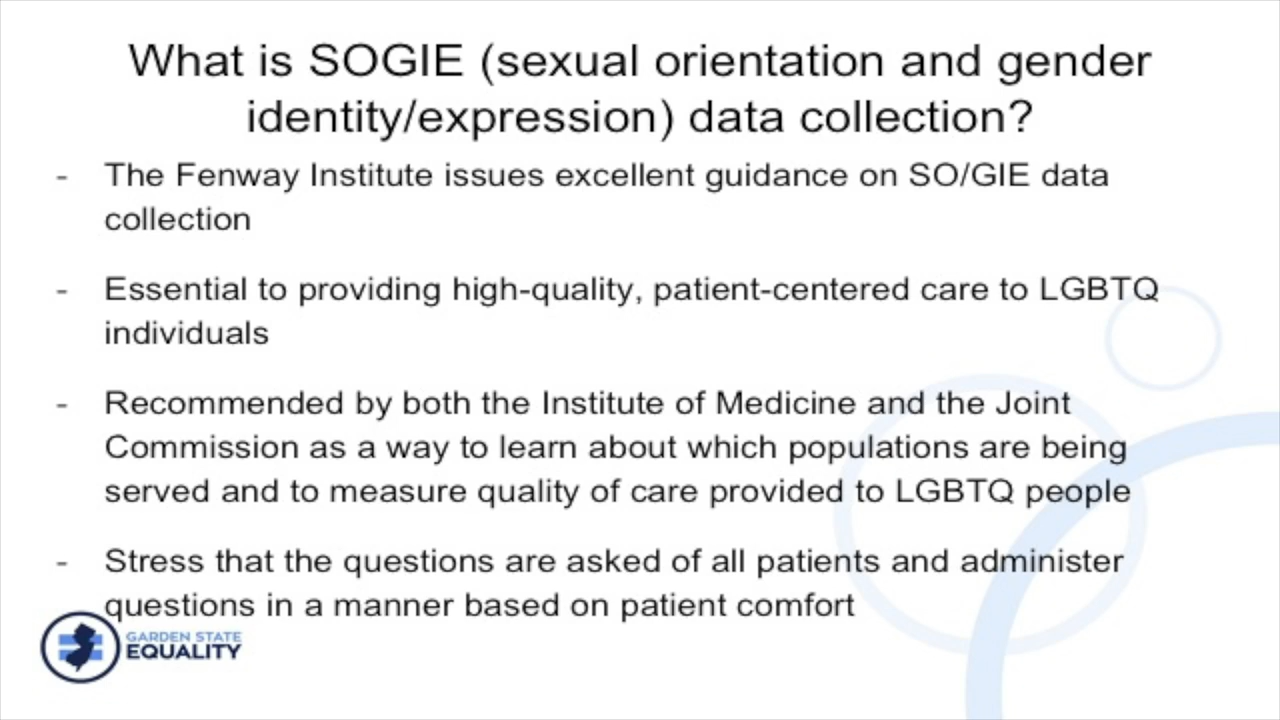 What is SOGIE (sexual orientation and gender
identity/expression) data collection?
- The Fenway Institute issues excellent guidance on SO/GIE data
collection
- Essential to providing high-quality, patient-centered care to LGBTQ
individuals
- Recommended by both the Institute of Medicine and the Joint
Commission as a way to learn about which populations are being
served and to measure quality of care provided to LGBTQ people
- Stress that the questions are asked of all patients and administer
questions in a manner based on patient comfort
GARDEN STATE
EQUALITY